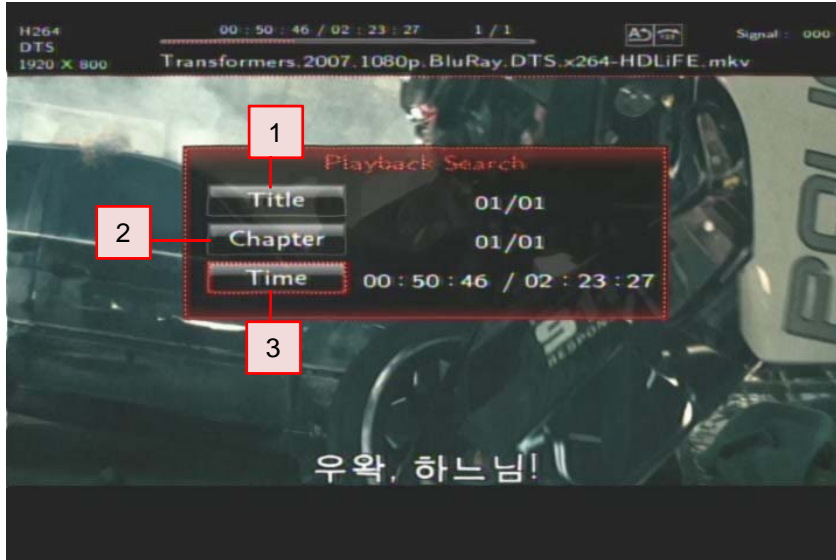 H264
DTS
1920 X 800
00 : 50 : 46 / 02 : 23 : 27 1 / 1
Signal : 000
Transformers.2007.1080p.BluRay.DTS.x264-HDLiFE.mkv
1
Playback Search
Title 01/01
2
Chapter 01/01
Time 00 : 50 : 46 / 02 : 23 : 27
3
POLI
RESPON
우왁, 하느님!